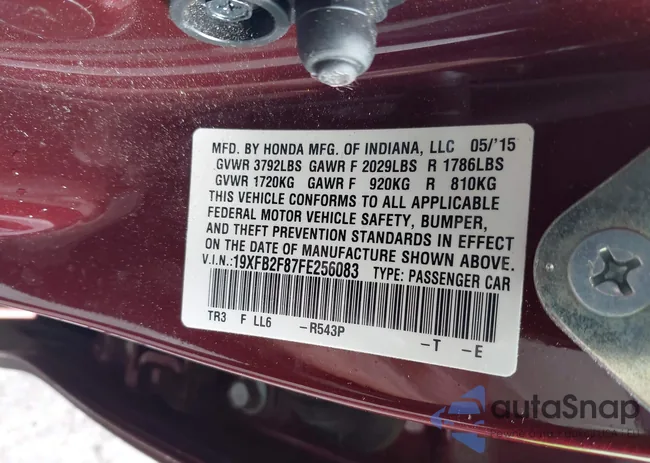 MFD. BY HONDA MFG. OF INDIANA, LLC 05/'15
GVWR 3792LBS GAWR F 2029LBS R 1786LBS
GVWR 1720KG GAWR F 920KG R 810KG
THIS VEHICLE CONFORMS TO ALL APPLICABLE
FEDERAL MOTOR VEHICLE SAFETY, BUMPER,
AND THEFT PREVENTION STANDARDS IN EFFECT
ON THE DATE OF MANUFACTURE SHOWN ABOVE.
V.I.N.:19XFB2F87FE256083 TYPE: PASSENGER CAR
TR3 F LL6 -R543P -T -E
autaSnap